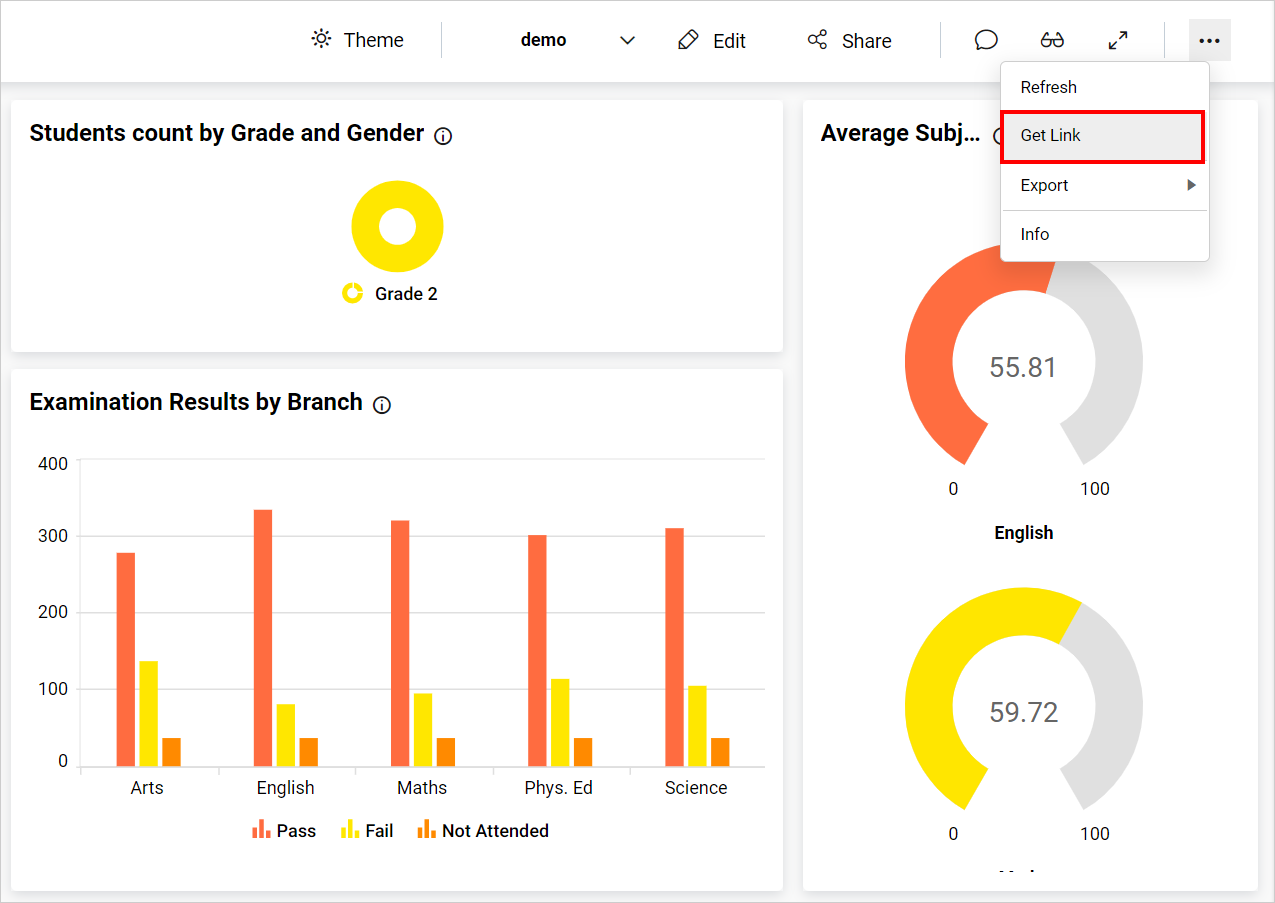 Theme
demo
Edit
Share
Refresh
Get Link
Export
Info
Students count by Grade and Gender
Grade 2
Average Subj...
55.81
0
100
English
59.72
0
100
Examination Results by Branch
400
300
200
100
0
Arts
English
Maths
Phys. Ed
Science
Pass
Fail
Not Attended